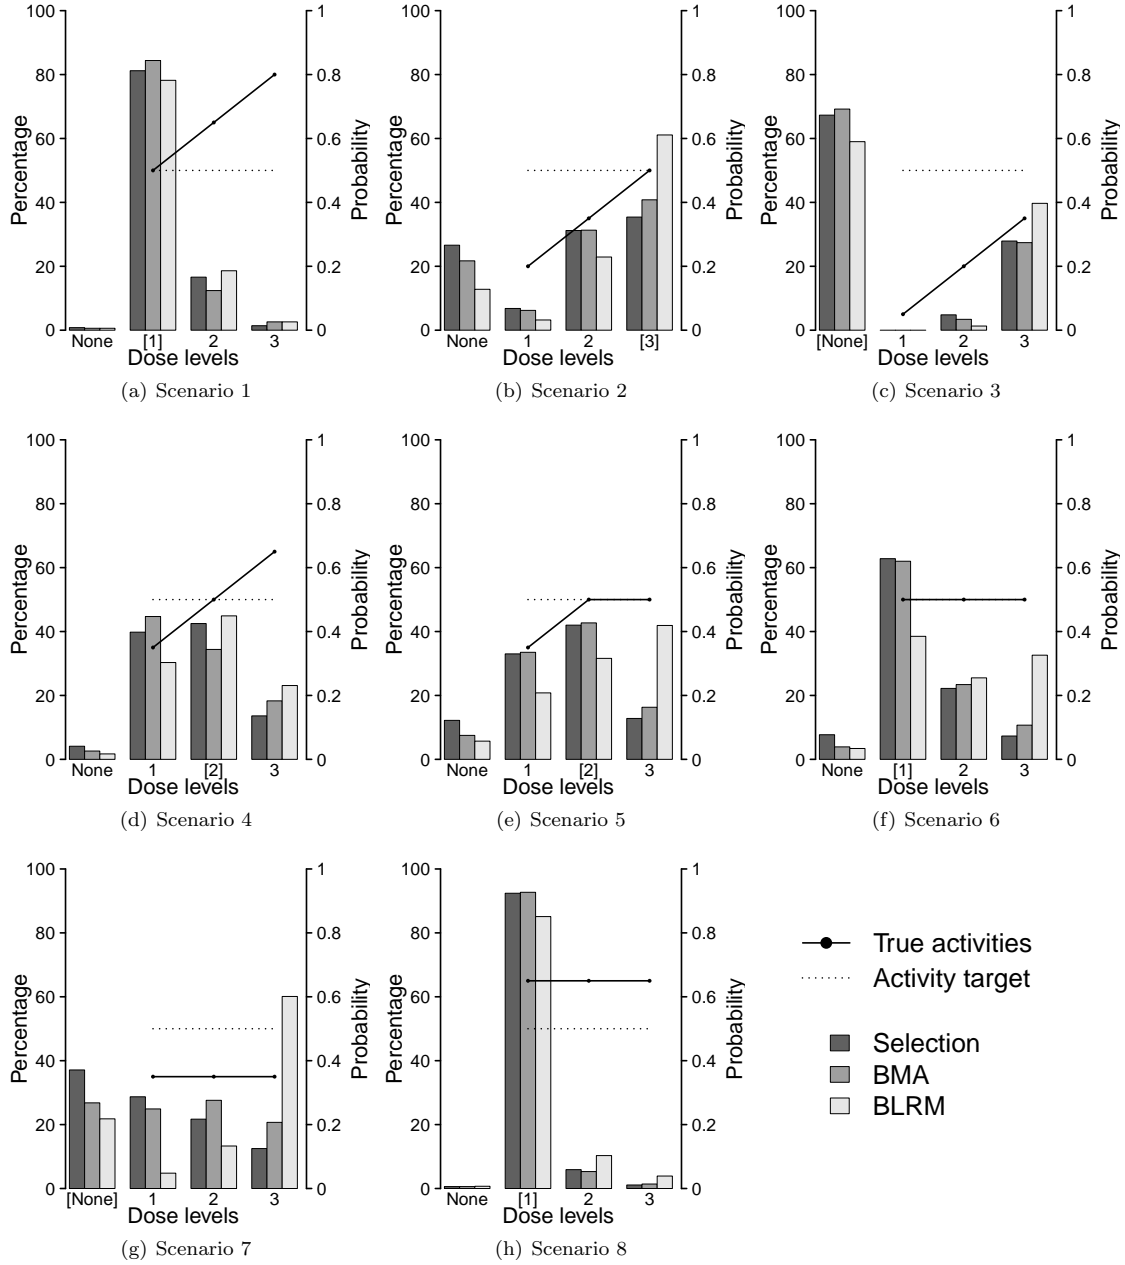 100
80
60
40
20
0
Percentage
None [1] 2 3
Dose levels
1
0.8
0.6
0.4
0.2
0
Probability
(a) Scenario 1
100
80
60
40
20
0
Percentage
None 1 2 [3]
Dose levels
1
0.8
0.6
0.4
0.2
0
Probability
(b) Scenario 2
100
80
60
40
20
0
Percentage
[None] 1 2 3
Dose levels
1
0.8
0.6
0.4
0.2
0
Probability
(c) Scenario 3
100
80
60
40
20
0
Percentage
None 1 [2] 3
Dose levels
1
0.8
0.6
0.4
0.2
0
Probability
(d) Scenario 4
100
80
60
40
20
0
Percentage
None 1 [2] 3
Dose levels
1
0.8
0.6
0.4
0.2
0
Probability
(e) Scenario 5
100
80
60
40
20
0
Percentage
None [1] 2 3
Dose levels
1
0.8
0.6
0.4
0.2
0
Probability
(f) Scenario 6
100
80
60
40
20
0
Percentage
[None] 1 2 3
Dose levels
1
0.8
0.6
0.4
0.2
0
Probability
(g) Scenario 7
100
80
60
40
20
0
Percentage
None [1] 2 3
Dose levels
1
0.8
0.6
0.4
0.2
0
Probability
(h) Scenario 8
True activities
Activity target
Selection
BMA
BLRM